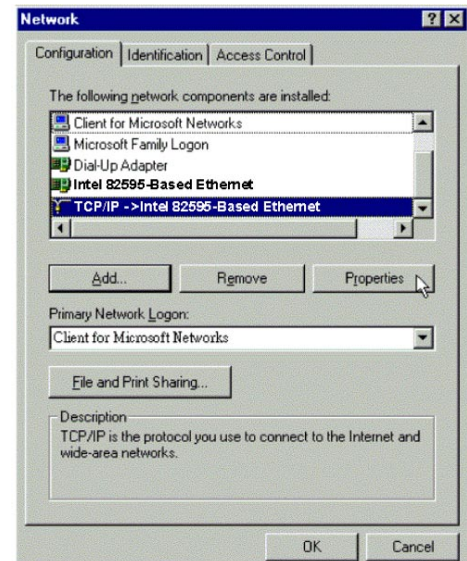 Network
Configuration
Identification
Access Control
The following network components are installed:
Client for Microsoft Networks
Microsoft Family Logon
Dial-Up Adapter
Intel 82595-Based Ethernet
TCP/IP ->Intel 82595-Based Ethernet
Add...
Remove
Properties
Primary Network Logon:
Client for Microsoft Networks
File and Print Sharing...
Description
TCP/IP is the protocol you use to connect to the Internet and
wide-area networks.
OK
Cancel